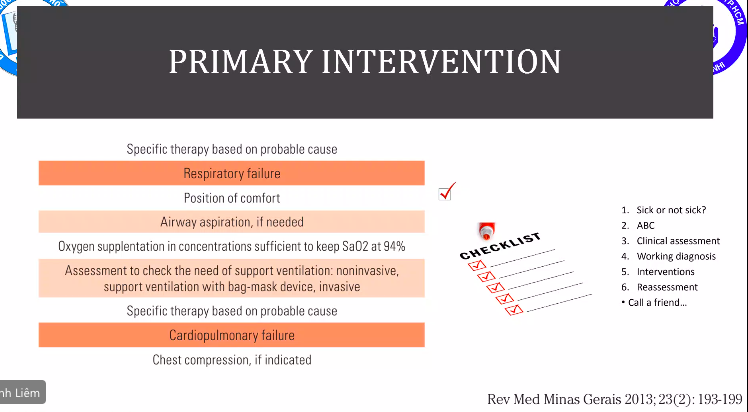 PRIMARY INTERVENTION
Specific therapy based on probable cause
Respiratory failure
Position of comfort
Airway aspiration, if needed
Oxygen supplentation in concentrations sufficient to keep SaO2 at 94%
Assessment to check the need of support ventilation: noninvasive,
support ventilation with bag-mask device, invasive
Specific therapy based on probable cause
Cardiopulmonary failure
Chest compression, if indicated
CHECKLIST
1. Sick or not sick?
2. ABC
3. Clinical assessment
4. Working diagnosis
5. Interventions
6. Reassessment
• Call a friend...
nh Liêm
Rev Med Minas Gerais 2013; 23(2): 193-199